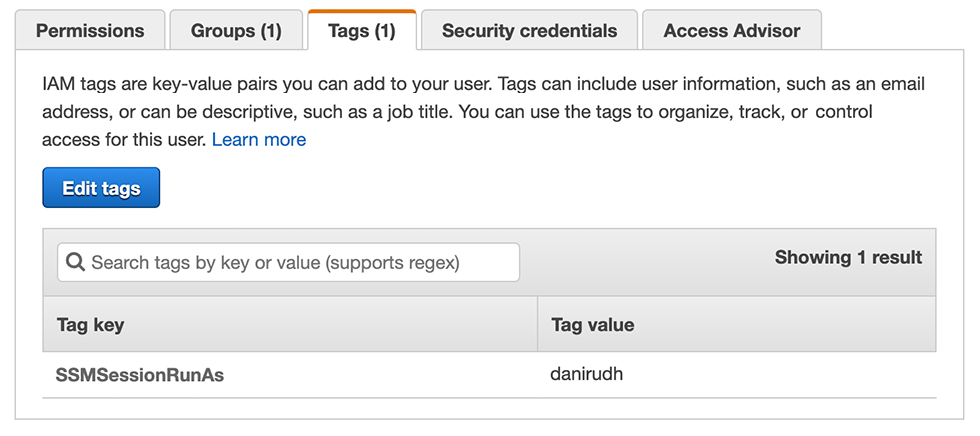 Permissions
Groups (1)
Tags (1)
Security credentials
Access Advisor
IAM tags are key-value pairs you can add to your user. Tags can include user information, such as an email
address, or can be descriptive, such as a job title. You can use the tags to organize, track, or control
access for this user. Learn more
Edit tags
Search tags by key or value (supports regex)
Showing 1 result
Tag key
Tag value
SSMSessionRunAs
danirudh